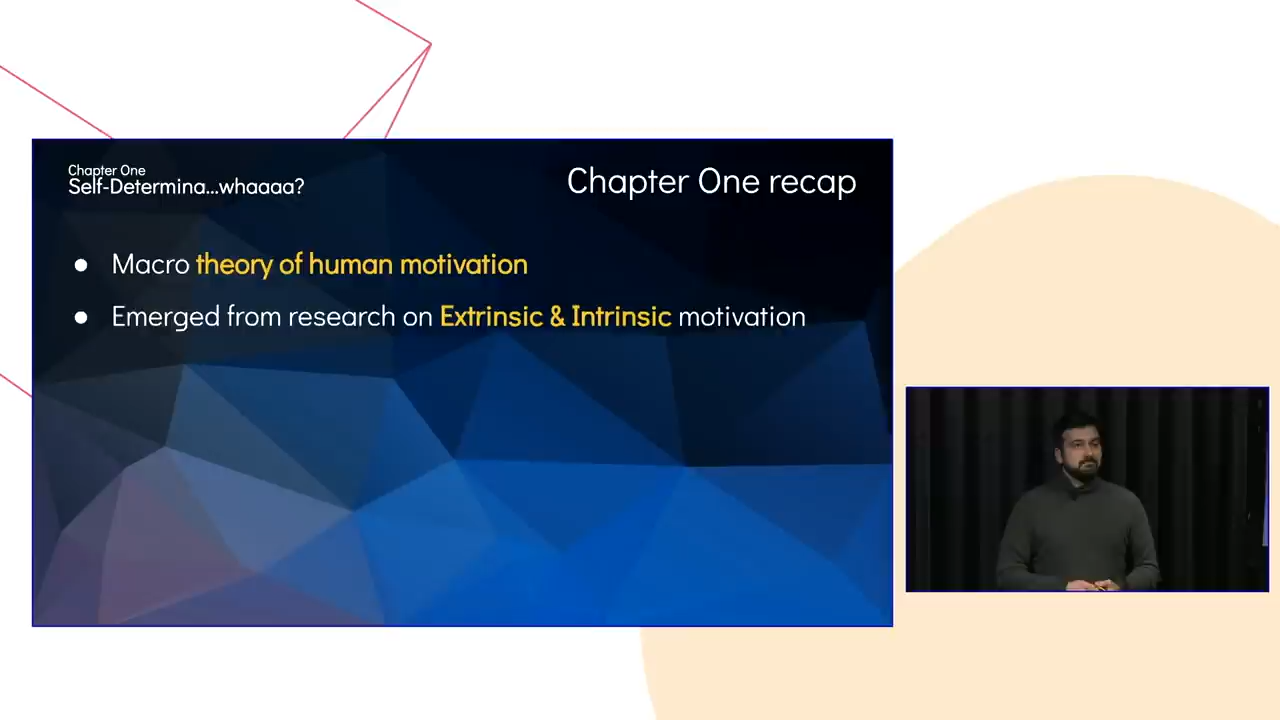 Chapter One
Self-Determina...whaaaa?
Chapter One recap
● Macro theory of human motivation
● Emerged from research on Extrinsic & Intrinsic motivation